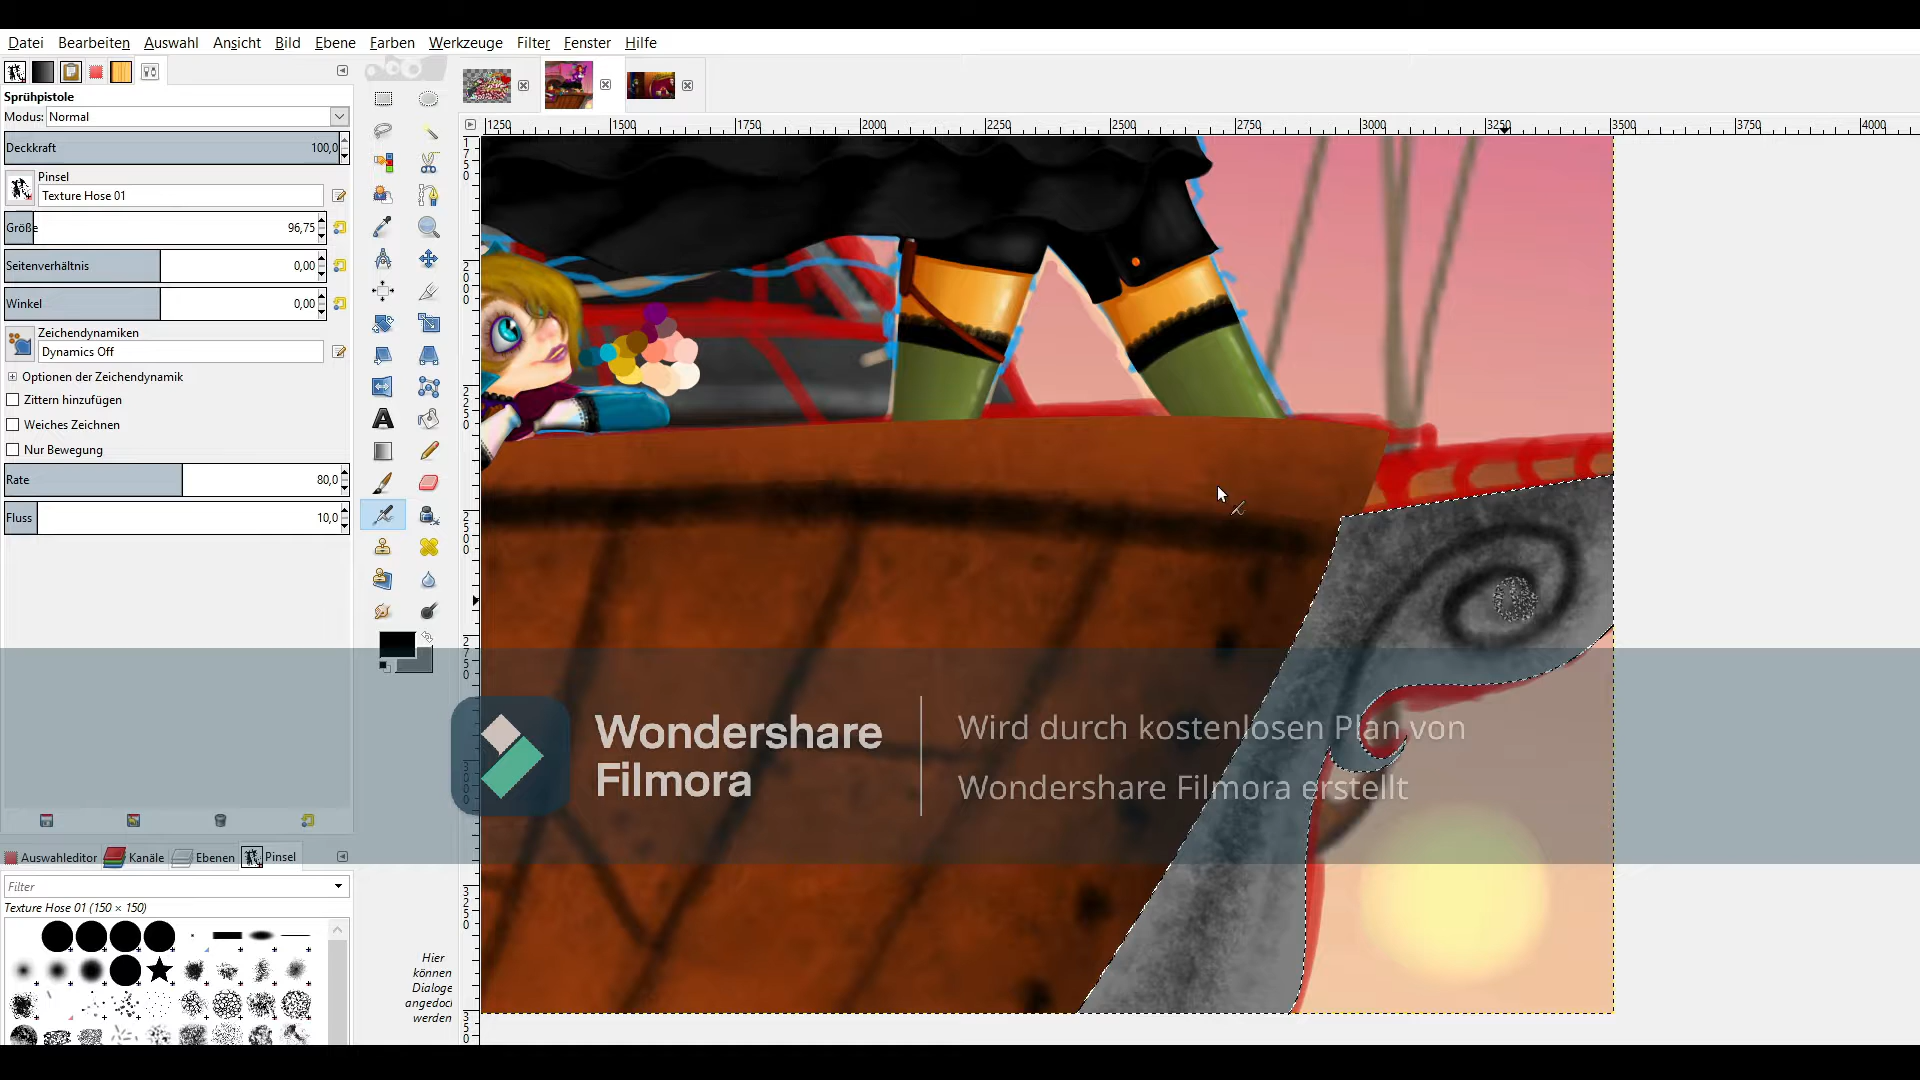 Datei Bearbeiten Auswahl Ansicht Bild Ebene Farben Werkzeuge Filter Fenster Hilfe
Sprühpistole
Modus: Normal
Deckkraft 100,0
Pinsel
Texture Hose 01
Größe 96,75
Seitenverhältnis 0,00
Winkel 0,00
Zeichendynamiken
Dynamics Off
Optionen der Zeichendynamik
Zittern hinzufügen
Weiches Zeichnen
Nur Bewegung
Rate 80,0
Fluss 10,0
1250 1500 1750 2000 2250 2500 2750 3000 3250 3500 3750 4000
Wondershare
Filmora
Wird durch kostenlosen Plan von
Wondershare Filmora erstellt
Auswahleditor Kanäle Ebenen Pinsel
Filter
Texture Hose 01 (150 × 150)
Hier
können
Dialoge
angedock
werden